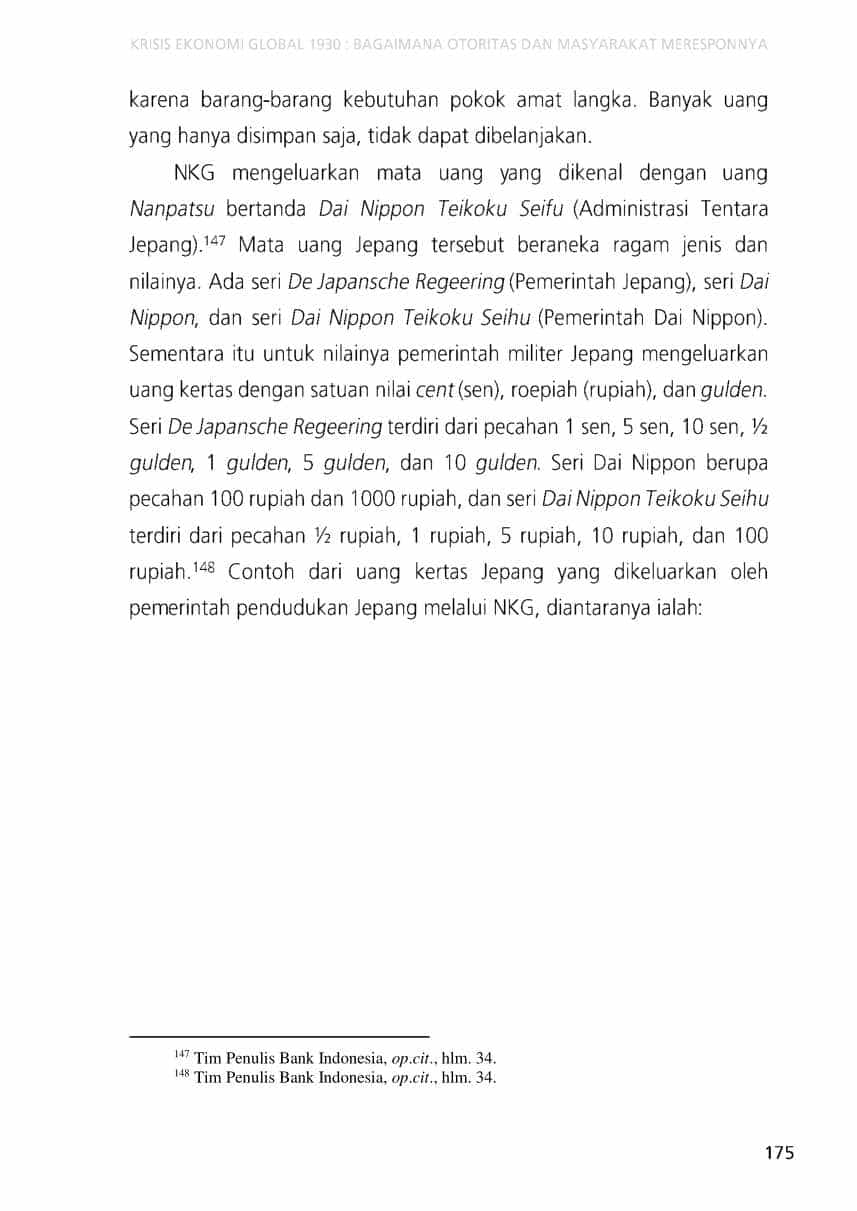 KRISIS EKONOMI GLOBAL 1930 : BAGAIMANA OTORITAS DAN MASYARAKAT MERESPONNYA
karena barang-barang kebutuhan pokok amat langka. Banyak uang
yang hanya disimpan saja, tidak dapat dibelanjakan.
NKG mengeluarkan mata uang yang dikenal dengan uang
Nanpatsu bertanda Dai Nippon Teikoku Seifu (Administrasi Tentara
Jepang).147 Mata uang Jepang tersebut beraneka ragam jenis dan
nilainya. Ada seri De Japansche Regeering (Pemerintah Jepang), seri Dai
Nippon, dan seri Dai Nippon Teikoku Seihu (Pemerintah Dai Nippon).
Sementara itu untuk nilainya pemerintah militer Jepang mengeluarkan
uang kertas dengan satuan nilai cent (sen), roepiah (rupiah), dan gulden.
Seri De Japansche Regeering terdiri dari pecahan 1 sen, 5 sen, 10 sen, ½
gulden, 1 gulden, 5 gulden, dan 10 gulden. Seri Dai Nippon berupa
pecahan 100 rupiah dan 1000 rupiah, dan seri Dai Nippon Teikoku Seihu
terdiri dari pecahan ½ rupiah, 1 rupiah, 5 rupiah, 10 rupiah, dan 100
rupiah.148 Contoh dari uang kertas Jepang yang dikeluarkan oleh
pemerintah pendudukan Jepang melalui NKG, diantaranya ialah:
147 Tim Penulis Bank Indonesia, op.cit., hlm. 34.
148 Tim Penulis Bank Indonesia, op.cit., hlm. 34.
175